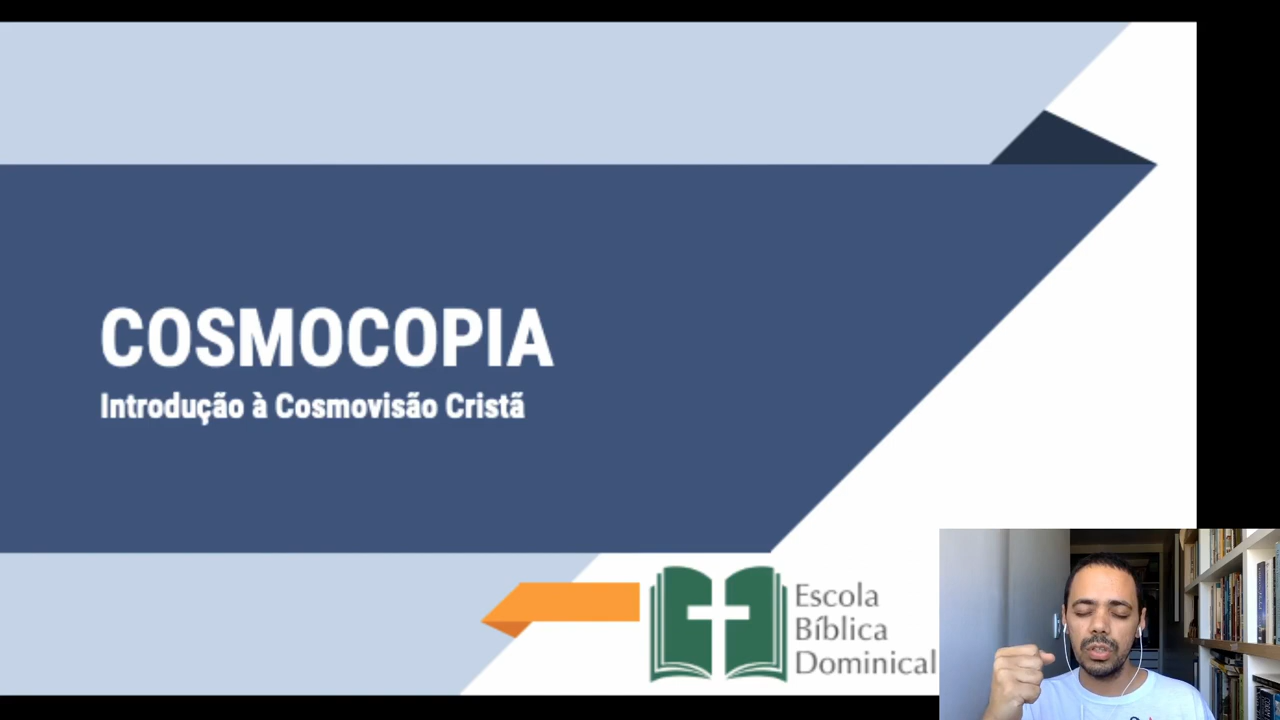 COSMOCOPIA
Introdução à Cosmovisão Cristã
Escola
Bíblica
Dominical